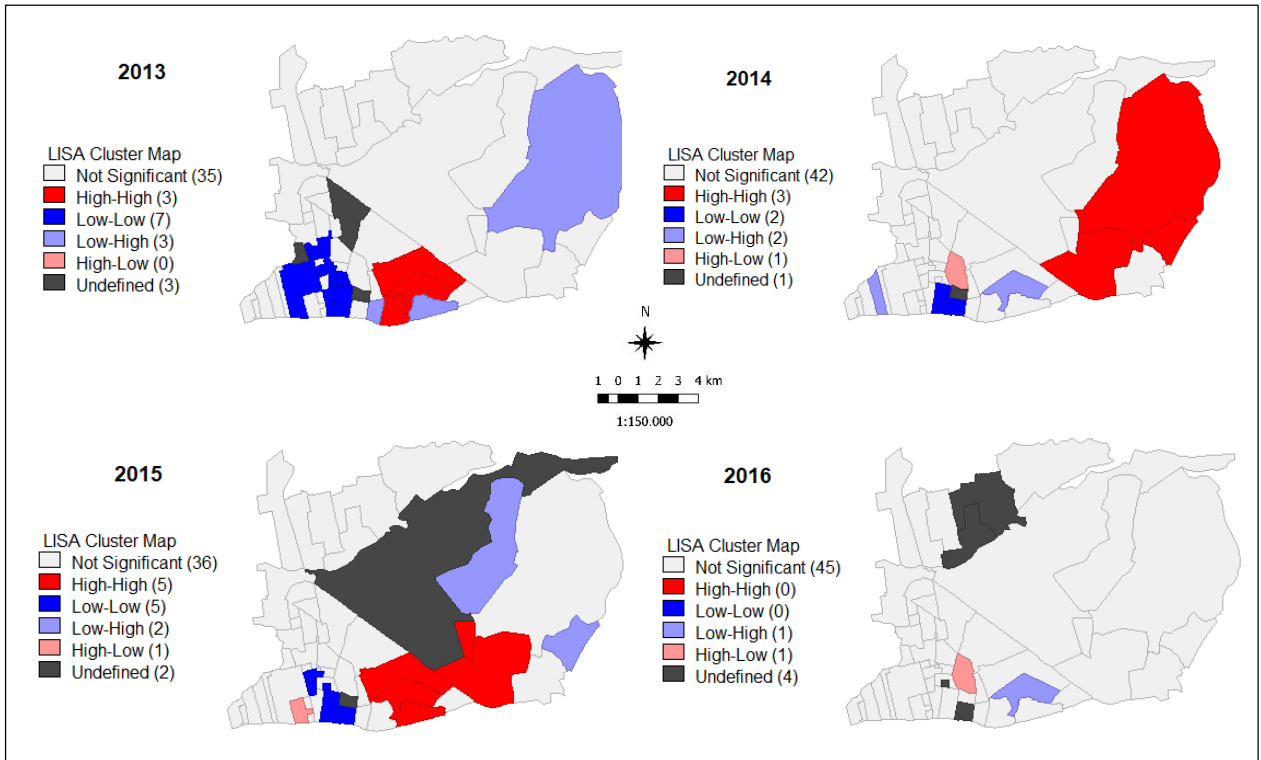 2013
LISA Cluster Map
Not Significant (35)
High-High (3)
Low-Low (7)
Low-High (3)
High-Low (0)
Undefined (3)
2014
LISA Cluster Map
Not Significant (42)
High-High (3)
Low-Low (2)
Low-High (2)
High-Low (1)
Undefined (1)
N
1 0 1 2 3 4 km
1:150.000
2015
LISA Cluster Map
Not Significant (36)
High-High (5)
Low-Low (5)
Low-High (2)
High-Low (1)
Undefined (2)
2016
LISA Cluster Map
Not Significant (45)
High-High (0)
Low-Low (0)
Low-High (1)
High-Low (1)
Undefined (4)